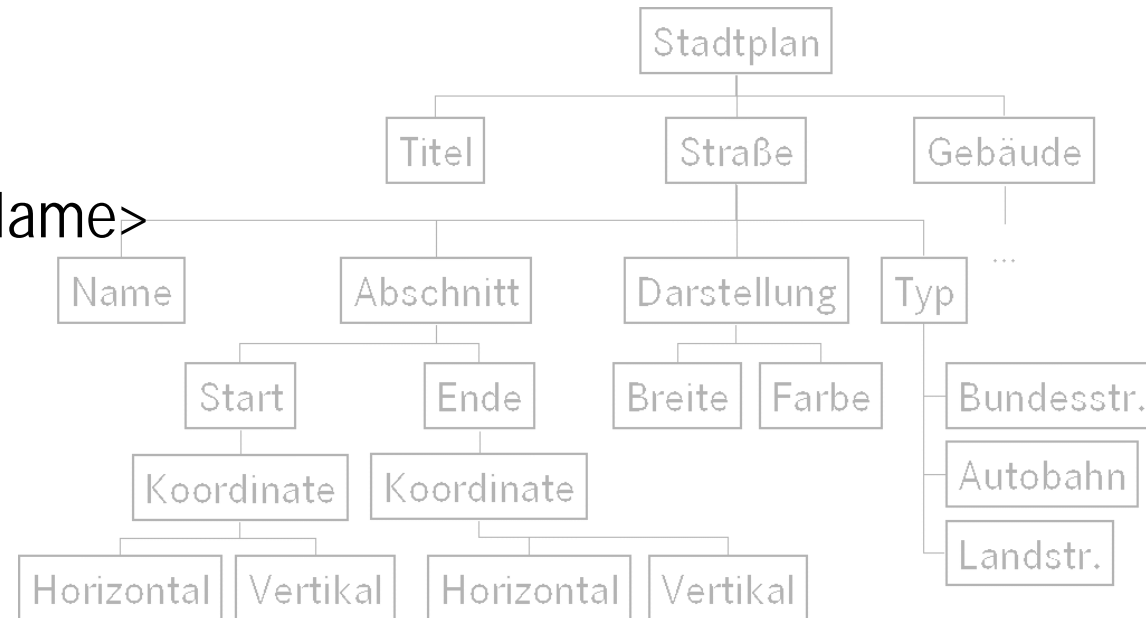 Stadtplan
Titel Straße Gebäude
lame>
...
Name Abschnitt Darstellung Typ
Start Ende Breite Farbe Bundesstr.
Koordinate Koordinate Autobahn
Landstr.
Horizontal Vertikal Horizontal Vertikal